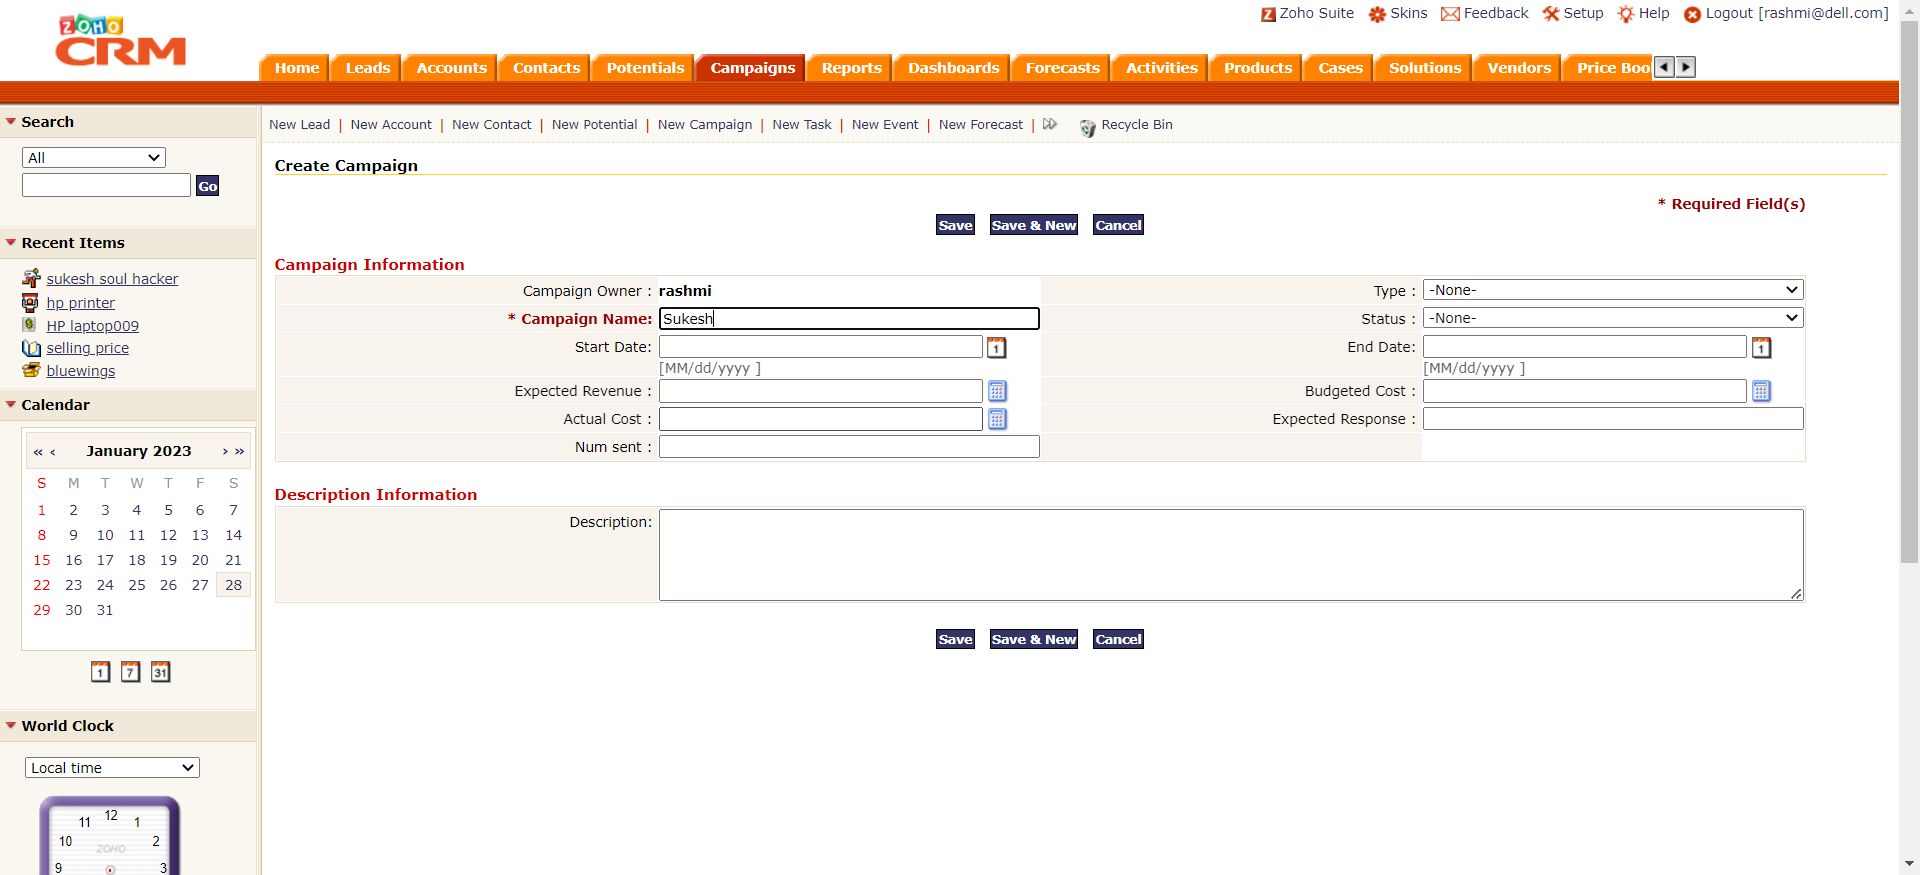 Zoho Suite Skins Feedback Setup Help Logout [rashmi@dell.com]
ZOHO
CRM
Home Leads Accounts Contacts Potentials Campaigns Reports Dashboards Forecasts Activities Products Cases Solutions Vendors Price Boo
New Lead | New Account | New Contact | New Potential | New Campaign | New Task | New Event | New Forecast | Recycle Bin
Search
All
Go
Recent Items
sukesh soul hacker
hp printer
HP laptop009
selling price
bluewings
Calendar
« ‹ January 2023 › »
S M T W T F S
1 2 3 4 5 6 7
8 9 10 11 12 13 14
15 16 17 18 19 20 21
22 23 24 25 26 27 28
29 30 31
1 7 31
World Clock
Local time
12
11 1
10 2
ZOHO
9 3
Create Campaign
* Required Field(s)
Save Save & New Cancel
Campaign Information
Campaign Owner : rashmi Type : -None-
* Campaign Name: Sukesh Status : -None-
Start Date: 1 End Date: 1
[MM/dd/yyyy ] [MM/dd/yyyy ]
Expected Revenue : Budgeted Cost :
Actual Cost : Expected Response :
Num sent :
Description Information
Description:
Save Save & New Cancel